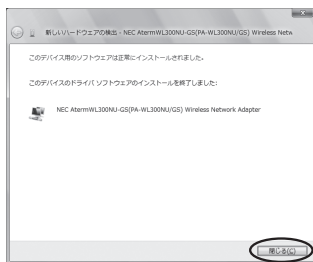 新しいハードウェアの検出 - NEC AtermWL300NU-GS(PA-WL300NU/GS) Wireless Netw
このデバイス用のソフトウェアは正常にインストールされました。
このデバイスのドライバ ソフトウェアのインストールを終了しました:
NEC AtermWL300NU-GS(PA-WL300NU/GS) Wireless Network Adapter
閉じる(C)